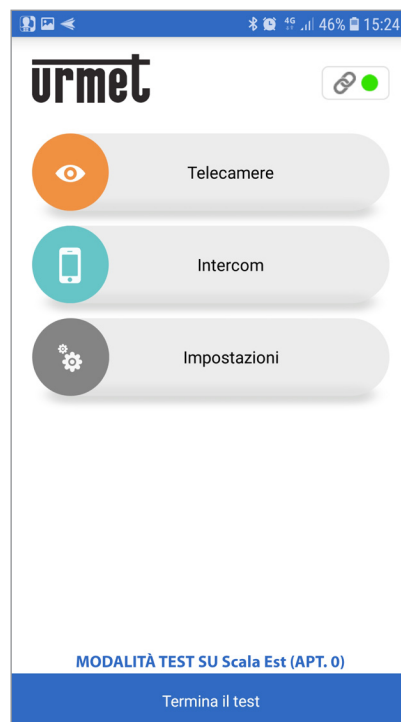 4G 46% 15:24
urmet
Telecamere
Intercom
Impostazioni
MODALITÀ TEST SU Scala Est (APT. 0)
Termina il test